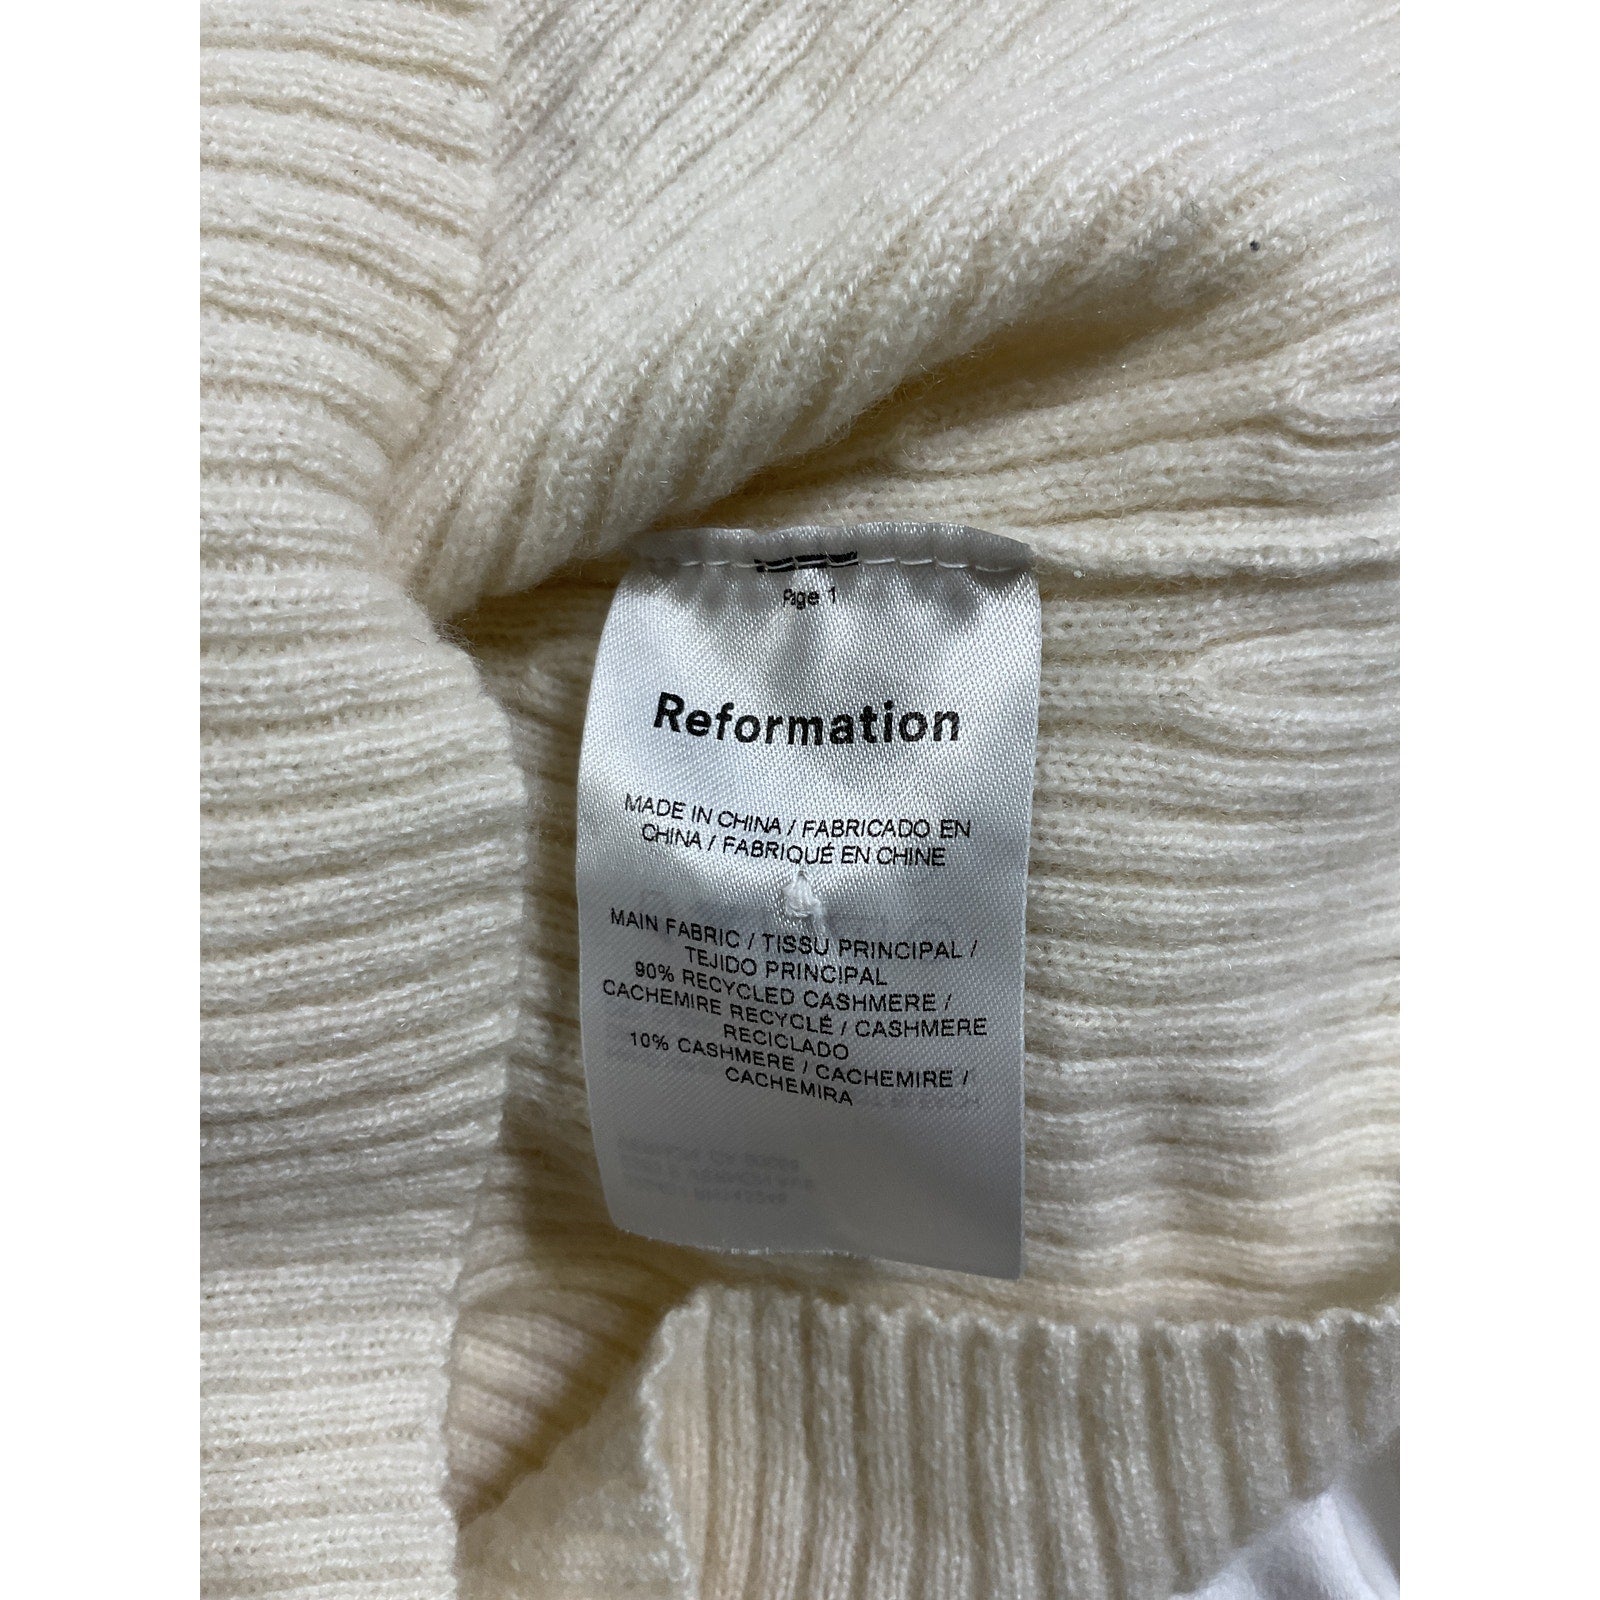 Page 1
Reformation
MADE IN CHINA / FABRICADO EN
CHINA / FABRIQUÉ EN CHINE
MAIN FABRIC / TISSU PRINCIPAL /
TEJIDO PRINCIPAL
90% RECYCLED CASHMERE /
CACHEMIRE RECYCLÉ / CASHMERE
RECICLADO
10% CASHMERE / CACHEMIRE /
CACHEMIRA